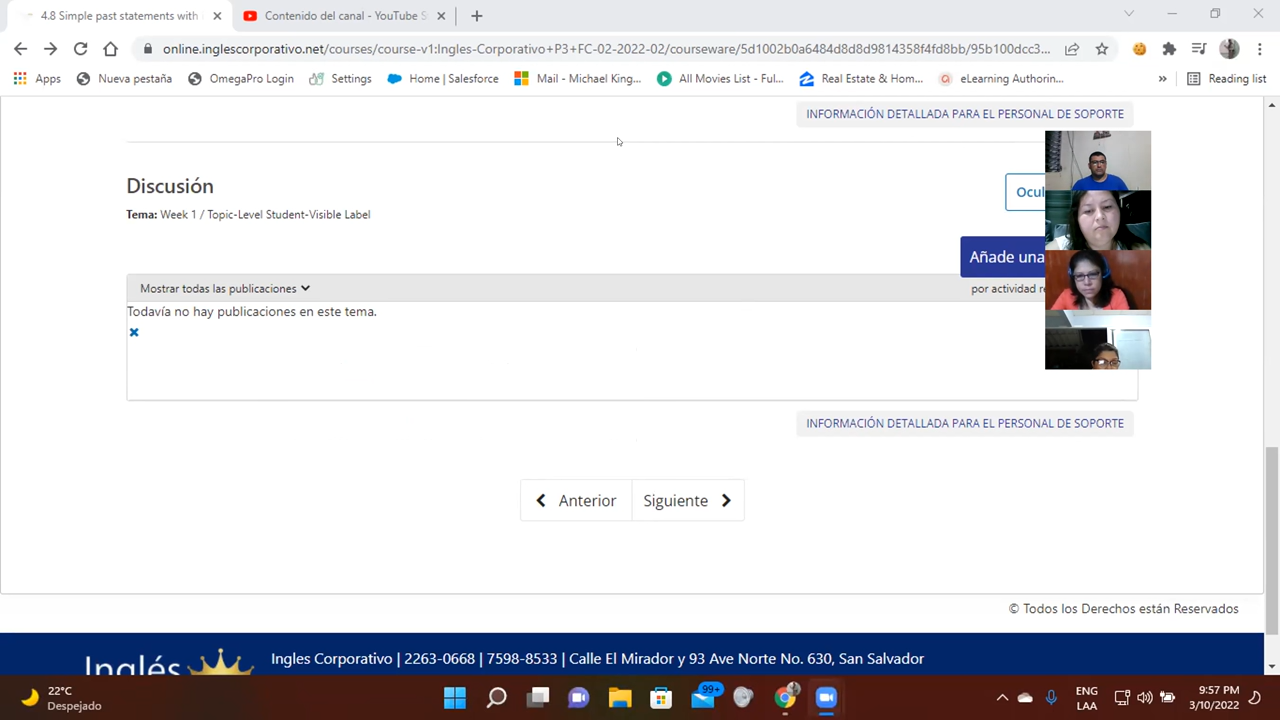 4.8 Simple past statements with
Contenido del canal - YouTube S
online.inglescorporativo.net/courses/course-v1:Ingles-Corporativo+P3+FC-02-2022-02/courseware/5d1002b0a6484d8d8d9814358f4fd8bb/95b100dcc3...
Apps Nueva pestaña OmegaPro Login Settings Home | Salesforce Mail - Michael King... All Movies List - Ful... Real Estate & Hom... eLearning Authorin... » Reading list
INFORMACIÓN DETALLADA PARA EL PERSONAL DE SOPORTE
Discusión
Ocul
Tema: Week 1 / Topic-Level Student-Visible Label
Añade una
Mostrar todas las publicaciones
por actividad re
Todavía no hay publicaciones en este tema.
INFORMACIÓN DETALLADA PARA EL PERSONAL DE SOPORTE
Anterior Siguiente
© Todos los Derechos están Reservados
Inglés
Ingles Corporativo | 2263-0668 | 7598-8533 | Calle El Mirador y 93 Ave Norte No. 630, San Salvador
22°C
Despejado
99+
ENG
LAA
9:57 PM
3/10/2022